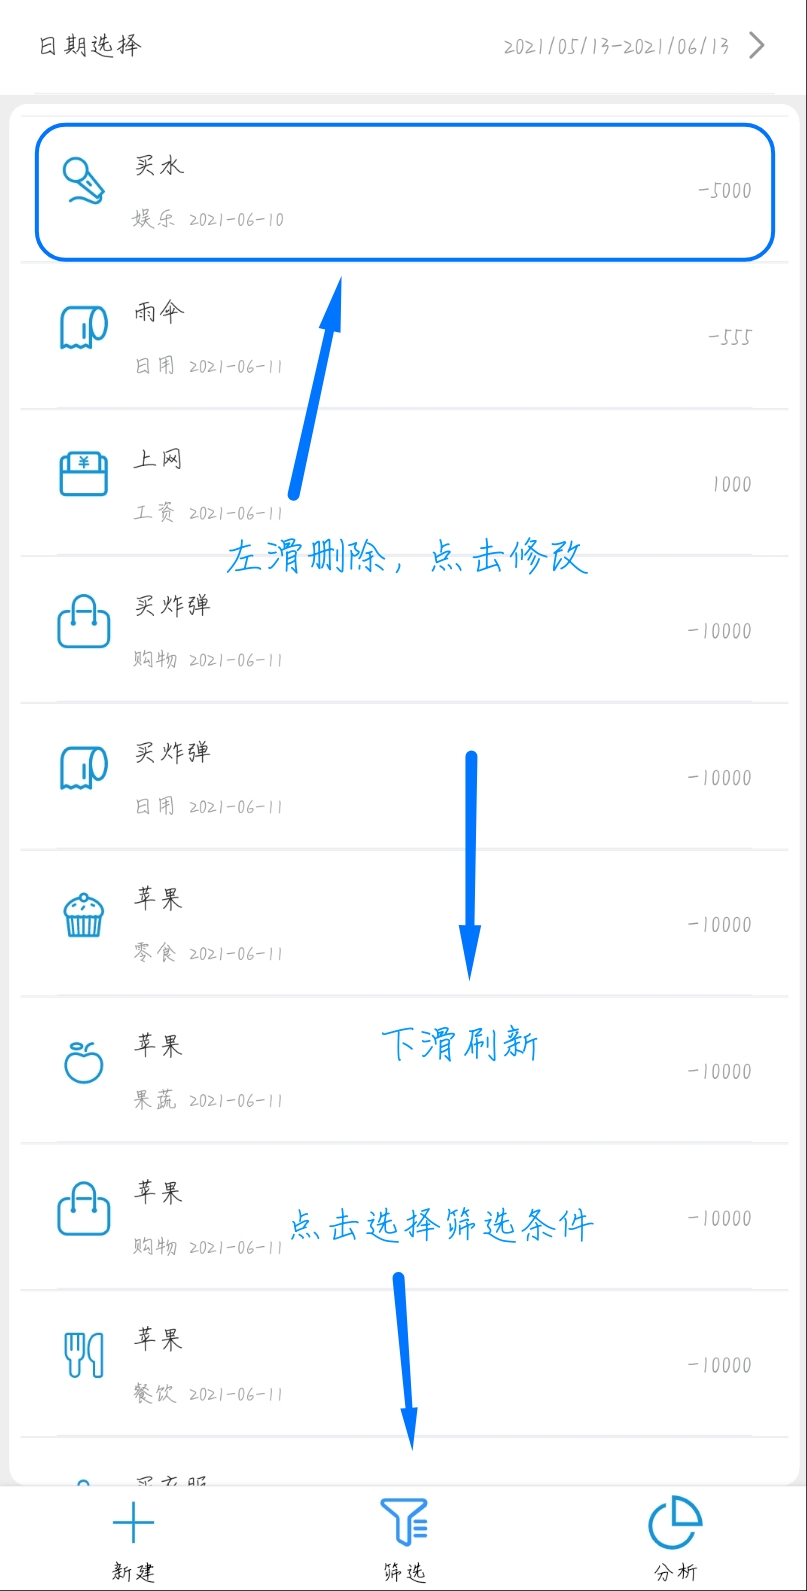 日期选择 2021/05/13-2021/06/13
买水
-5000
娱乐 2021-06-10
雨伞
-555
日用 2021-06-11
上网
¥
1000
工资 2021-06-11
左滑删除，点击修改
买炸弹
-10000
购物 2021-06-11
买炸弹
-10000
日用 2021-06-11
苹果
-10000
零食 2021-06-11
苹果
下滑刷新
-10000
果蔬 2021-06-11
苹果
点击选择筛选条件
-10000
购物 2021-06-11
苹果
-10000
餐饮 2021-06-11
买衣服
新建 筛选 分析